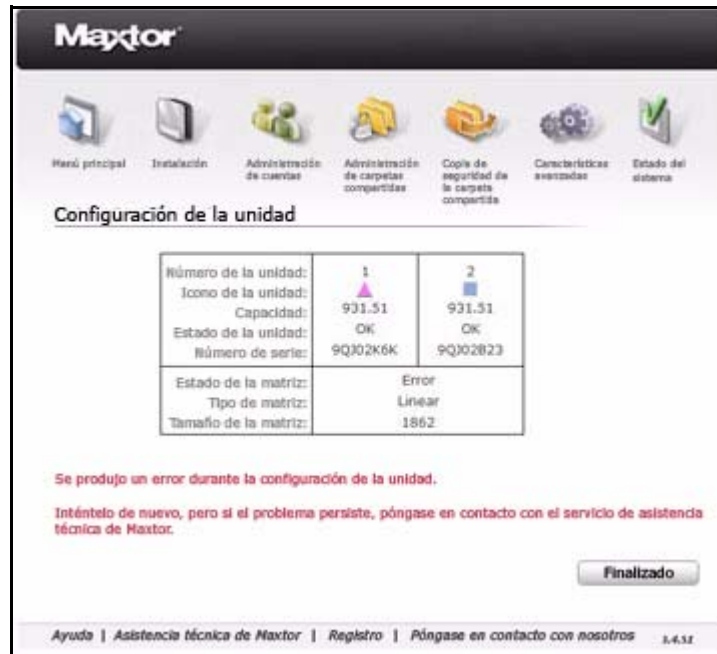 Maxtor
Menú principal
Instalación
Administración de cuentas
Administración de carpetas compartidas
Copia de seguridad de la carpeta compartida
Características avanzadas
Estado del sistema
Configuración de la unidad
Número de la unidad: 1 2
Icono de la unidad:
Capacidad: 931.51 931.51
Estado de la unidad: OK OK
Número de serie: 9QJ02K6K 9QJ02B23
Estado de la matriz: Error
Tipo de matriz: Linear
Tamaño de la matriz: 1862
Se produjo un error durante la configuración de la unidad.
Inténtelo de nuevo, pero si el problema persiste, póngase en contacto con el servicio de asistencia
técnica de Maxtor.
Finalizado
Ayuda | Asistencia técnica de Maxtor | Registro | Póngase en contacto con nosotros